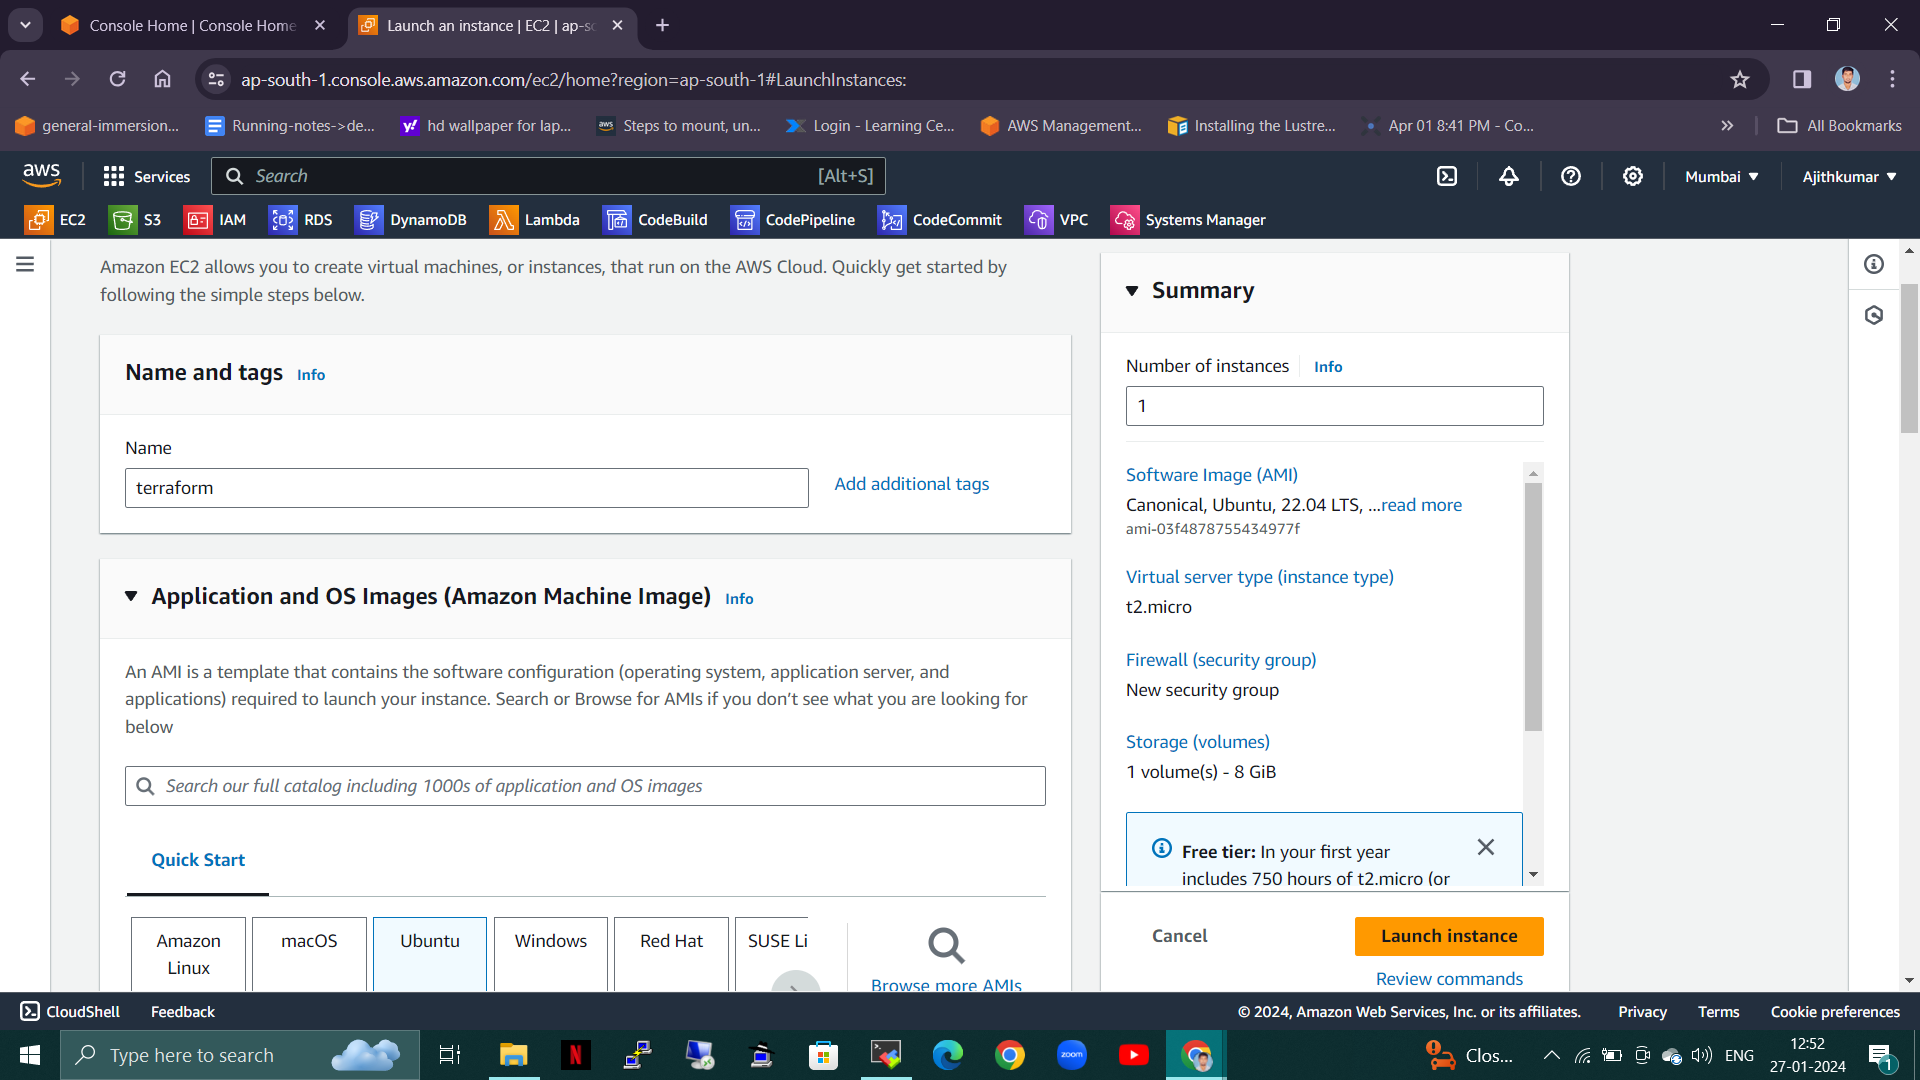 Console Home | Console Home
Launch an instance | EC2 | ap-so
ap-south-1.console.aws.amazon.com/ec2/home?region=ap-south-1#LaunchInstances:
general-immersion...
Running-notes->de...
hd wallpaper for lap...
Steps to mount, un...
Login - Learning Ce...
AWS Management...
Installing the Lustre...
Apr 01 8:41 PM - Co...
All Bookmarks
aws
Services
Search
[Alt+S]
Mumbai
Ajithkumar
EC2
S3
IAM
RDS
DynamoDB
Lambda
CodeBuild
CodePipeline
CodeCommit
VPC
Systems Manager
Amazon EC2 allows you to create virtual machines, or instances, that run on the AWS Cloud. Quickly get started by
following the simple steps below.
Name and tags Info
Name
terraform
Add additional tags
Application and OS Images (Amazon Machine Image) Info
An AMI is a template that contains the software configuration (operating system, application server, and
applications) required to launch your instance. Search or Browse for AMIs if you don’t see what you are looking for
below
Search our full catalog including 1000s of application and OS images
Quick Start
Amazon
Linux
macOS
Ubuntu
Windows
Red Hat
SUSE Li
Browse more AMIs
Summary
Number of instances Info
1
Software Image (AMI)
Canonical, Ubuntu, 22.04 LTS, ...read more
ami-03f4878755434977f
Virtual server type (instance type)
t2.micro
Firewall (security group)
New security group
Storage (volumes)
1 volume(s) - 8 GiB
Free tier: In your first year
includes 750 hours of t2.micro (or
Cancel
Launch instance
Review commands
CloudShell
Feedback
© 2024, Amazon Web Services, Inc. or its affiliates.
Privacy
Terms
Cookie preferences
Type here to search
N
zoom
Clos...
ENG
12:52
27-01-2024
1